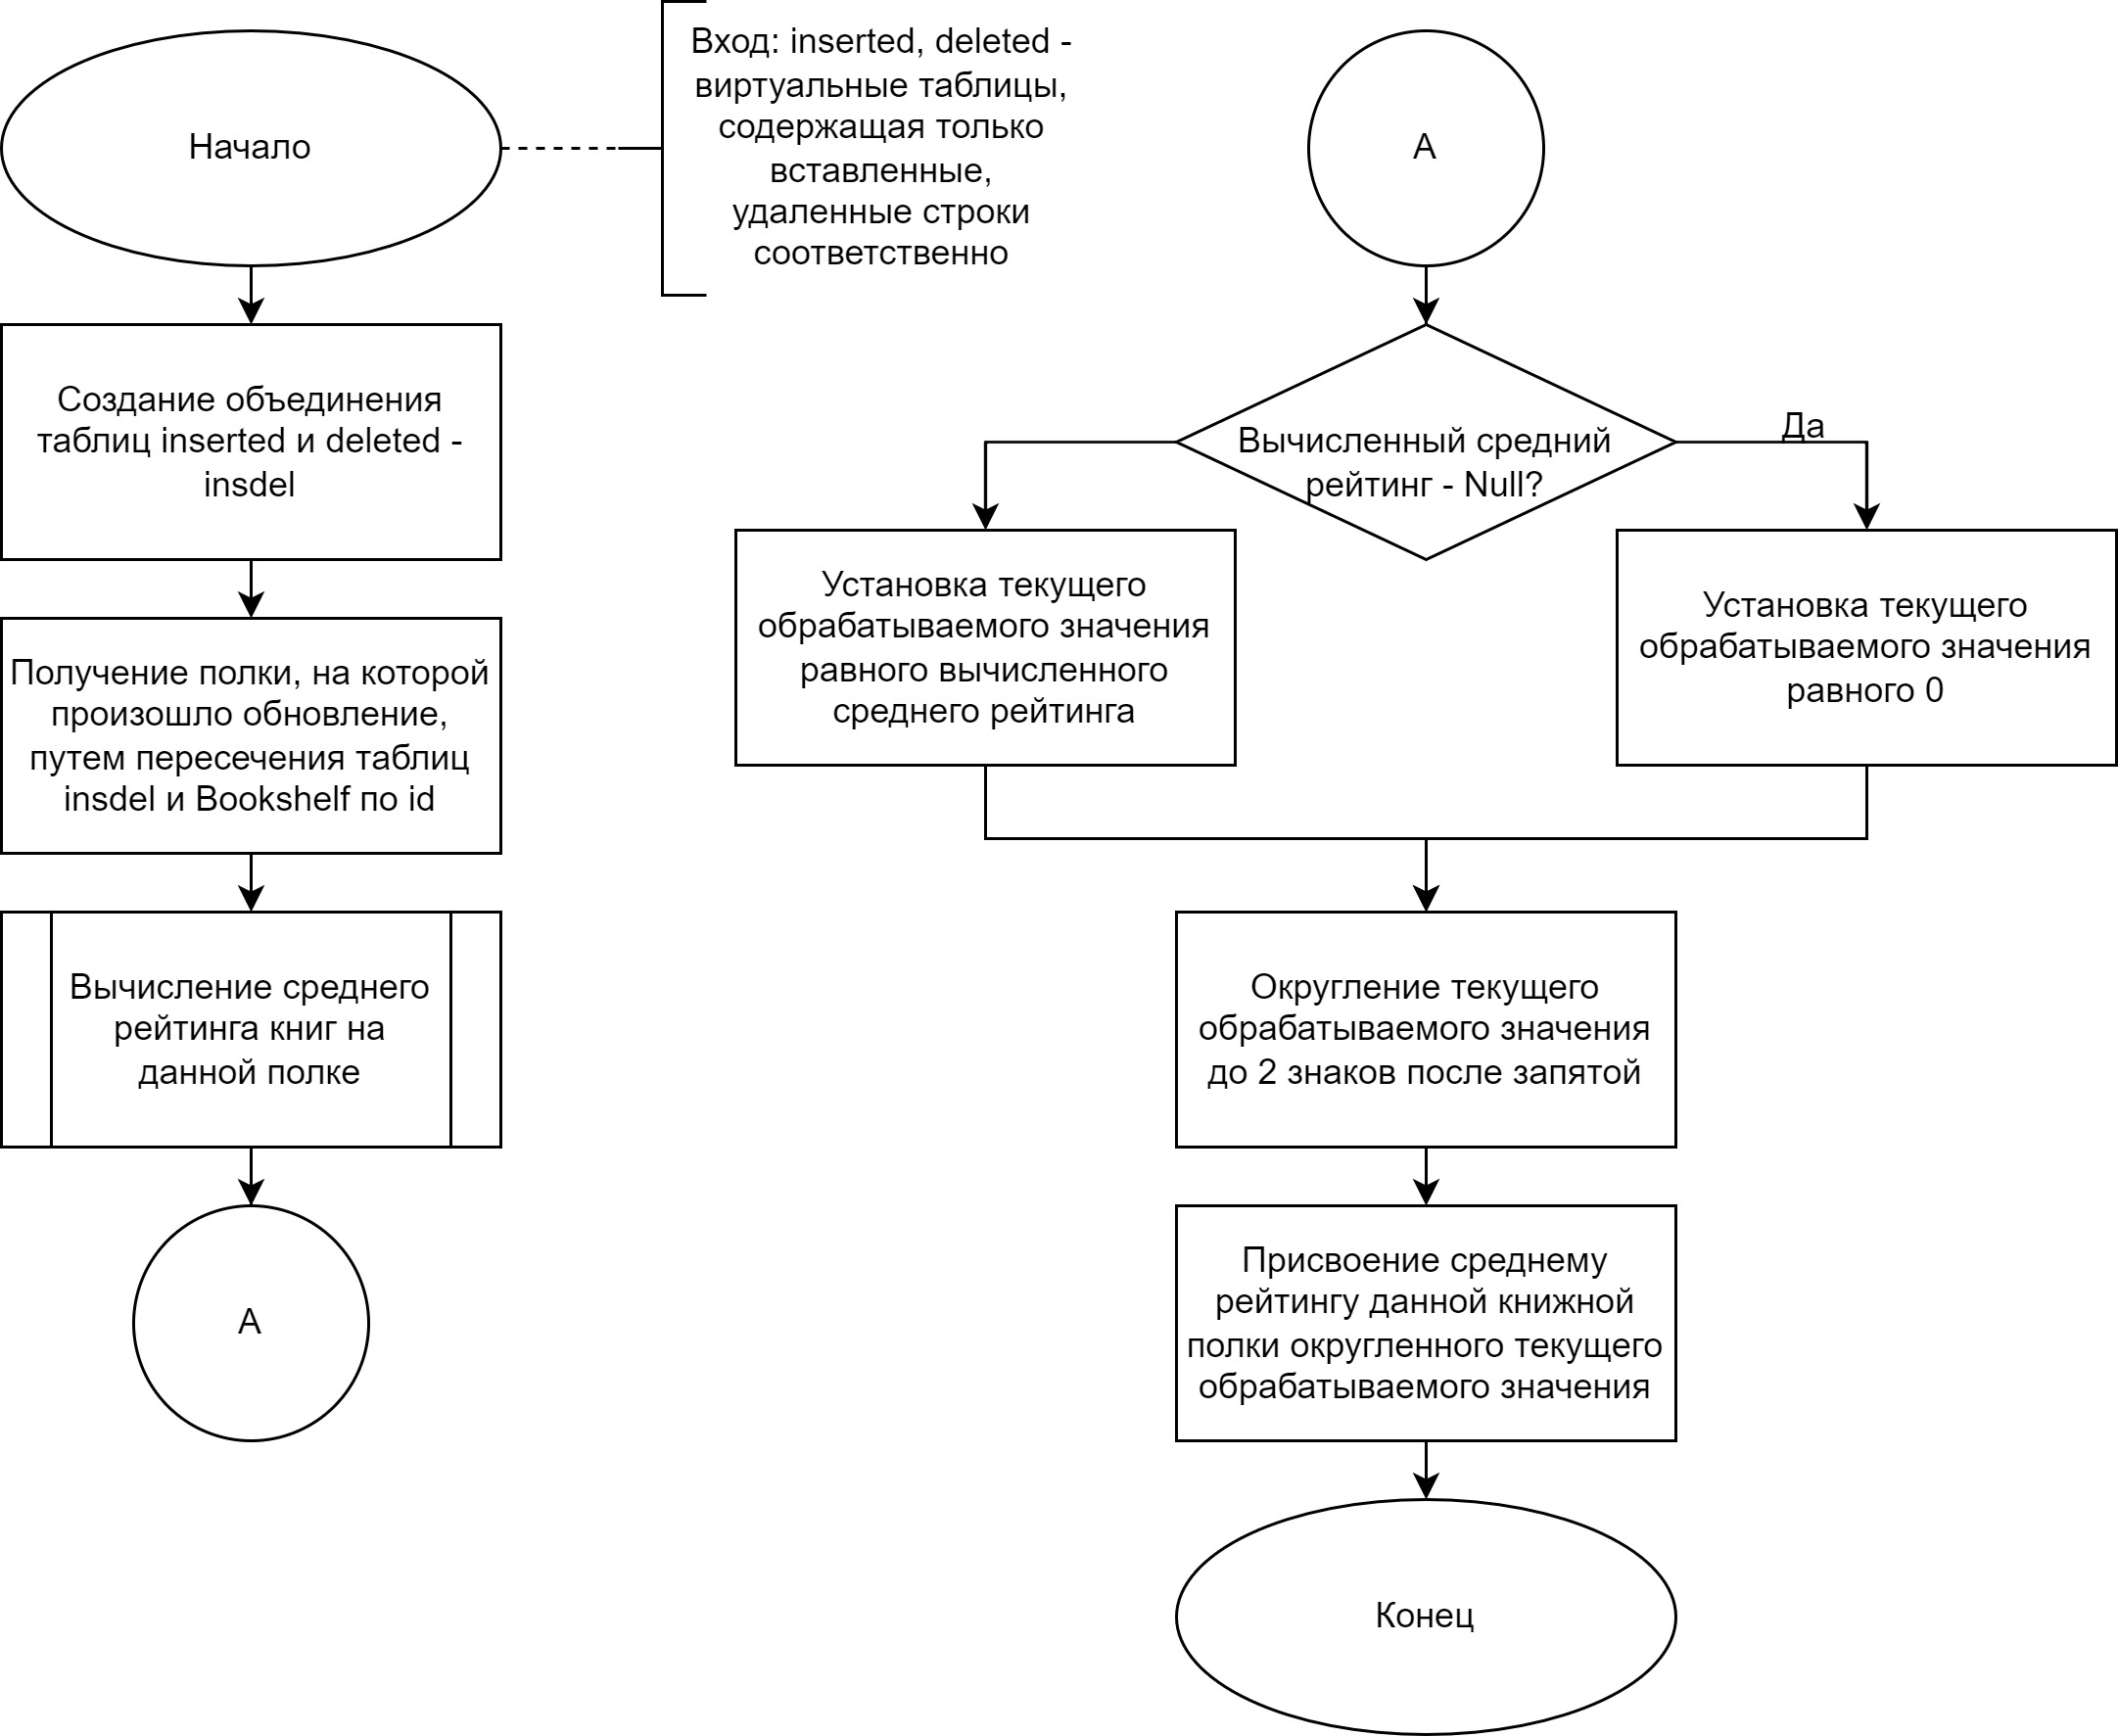 Начало
Вход: inserted, deleted -
виртуальные таблицы,
содержащая только
вставленные,
удаленные строки
соответственно
Создание объединения
таблиц inserted и deleted -
insdel
Получение полки, на которой
произошло обновление,
путем пересечения таблиц
insdel и Bookshelf по id
Вычисление среднего
рейтинга книг на
данной полке
A
A
Вычисленный средний
рейтинг - Null?
Да
Установка текущего
обрабатываемого значения
равного вычисленного
среднего рейтинга
Установка текущего
обрабатываемого значения
равного 0
Округление текущего
обрабатываемого значения
до 2 знаков после запятой
Присвоение среднему
рейтингу данной книжной
полки округленного текущего
обрабатываемого значения
Конец